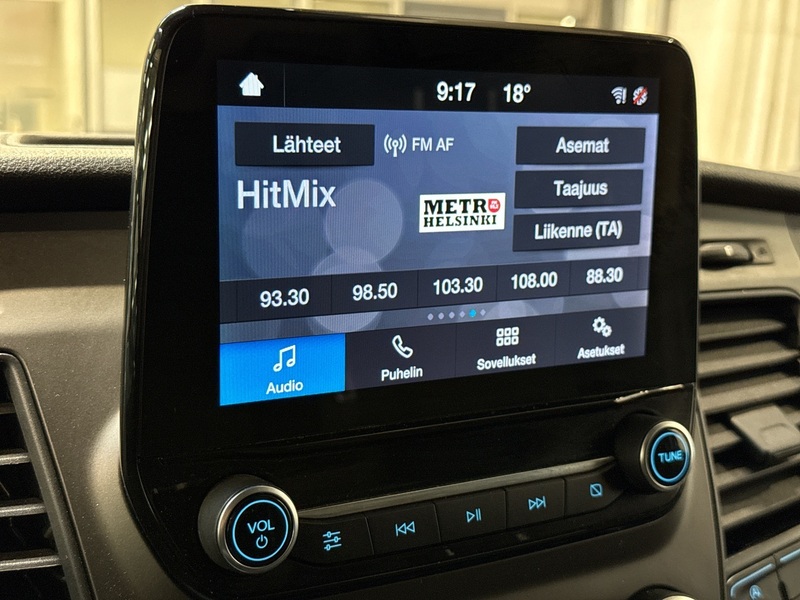 9:17 18°
Lähteet FM AF Asemat
HitMix
METRO HELSINKI
Taajuus
Liikenne (TA)
93.30 98.50 103.30 108.00 88.30
Audio Puhelin Sovellukset Asetukset
VOL
TUNE